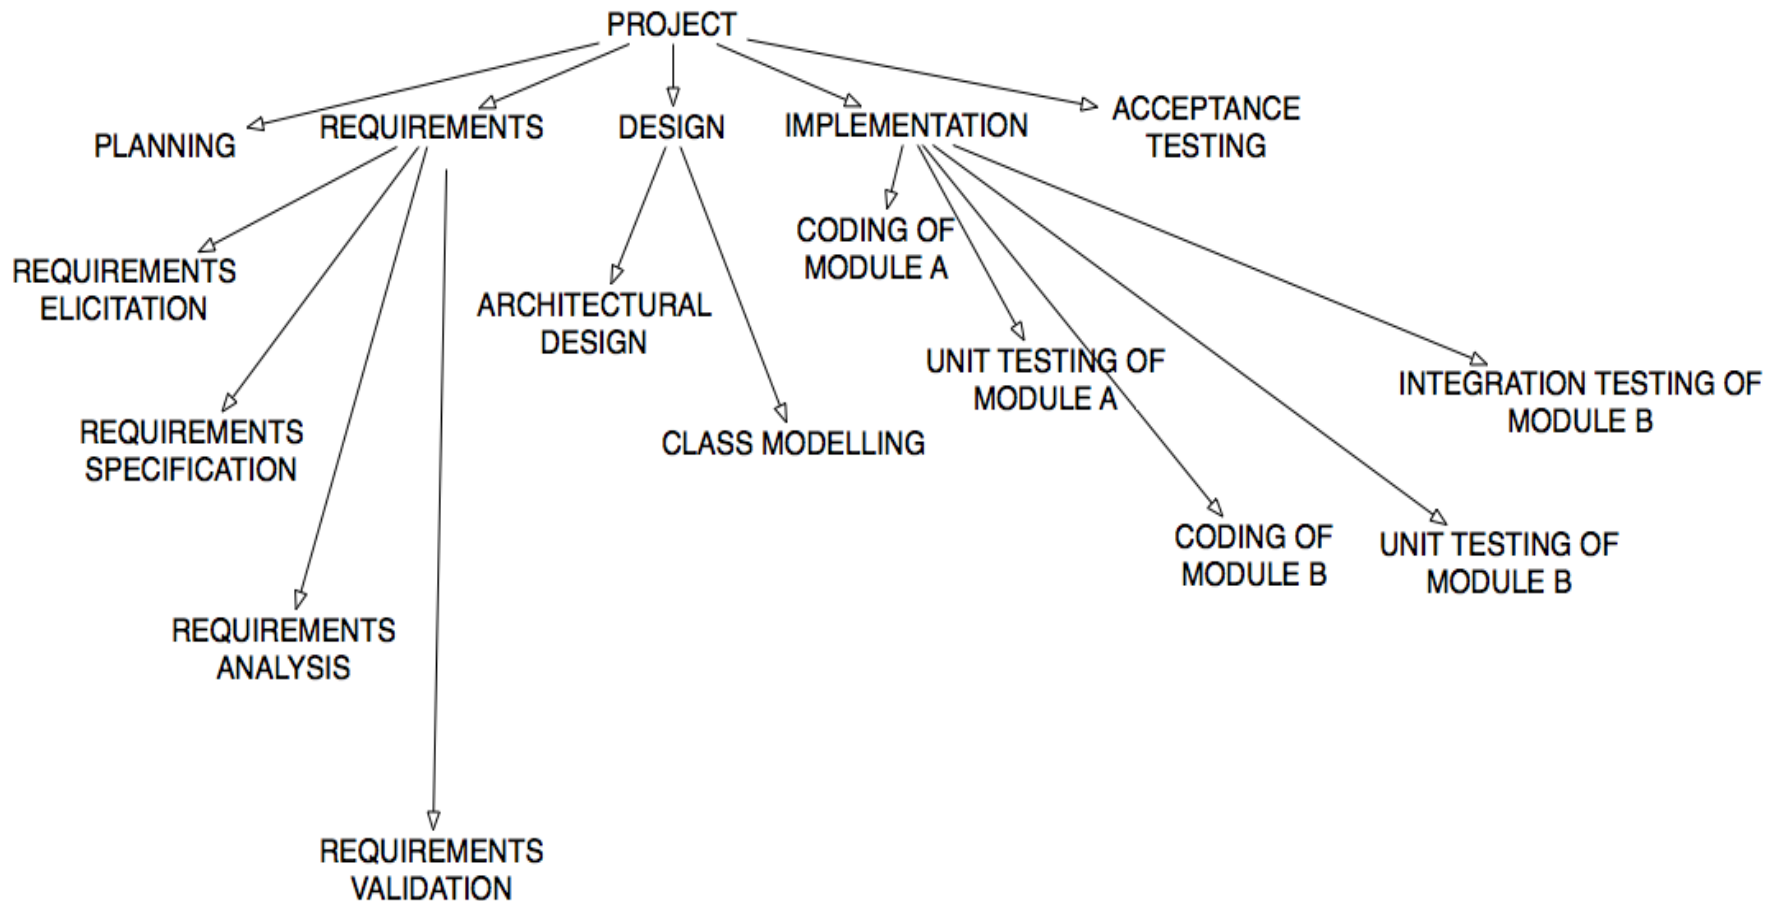 PROJECT
PLANNING
REQUIREMENTS
DESIGN
IMPLEMENTATION
ACCEPTANCE
TESTING
REQUIREMENTS
ELICITATION
REQUIREMENTS
SPECIFICATION
REQUIREMENTS
ANALYSIS
REQUIREMENTS
VALIDATION
ARCHITECTURAL
DESIGN
CLASS MODELLING
CODING OF
MODULE A
UNIT TESTING OF
MODULE A
CODING OF
MODULE B
UNIT TESTING OF
MODULE B
INTEGRATION TESTING OF
MODULE B